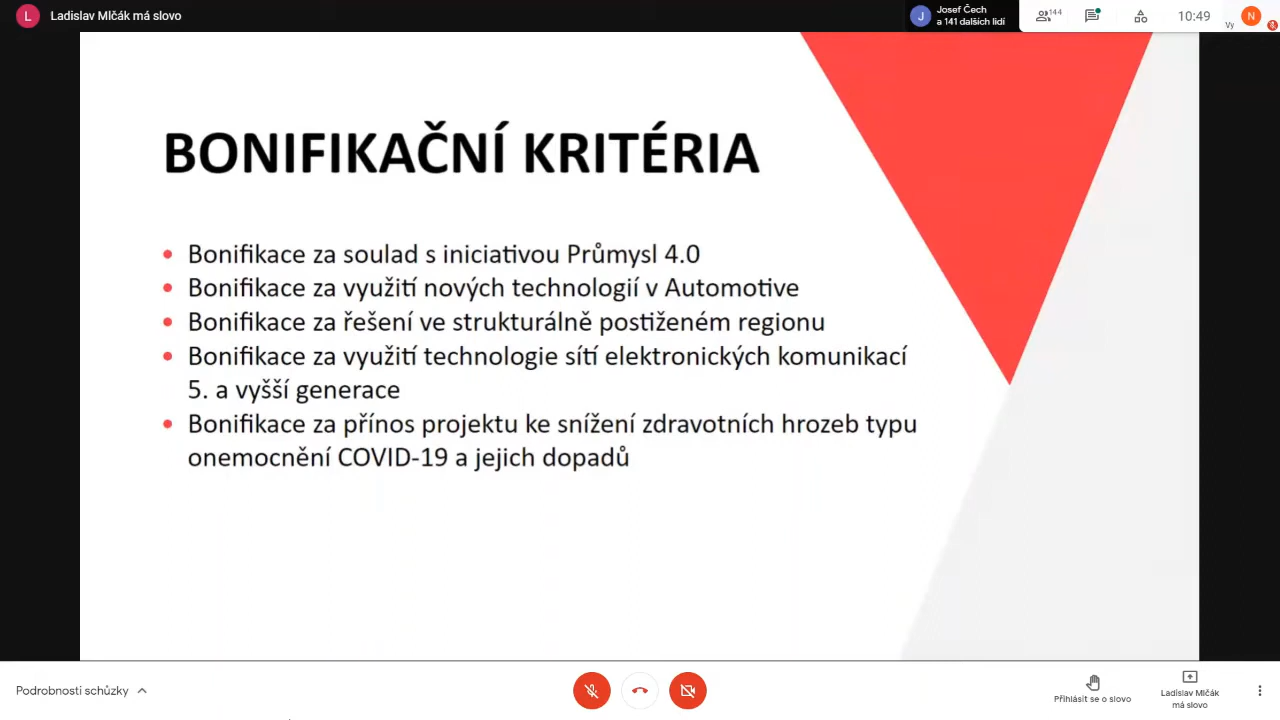 L Ladislav Mlčák má slovo
J Josef Čech
a 141 dalších lidí
144
10:49
Vy
N
BONIFIKAČNÍ KRITÉRIA
• Bonifikace za soulad s iniciativou Průmysl 4.0
• Bonifikace za využití nových technologií v Automotive
• Bonifikace za řešení ve strukturálně postiženém regionu
• Bonifikace za využití technologie sítí elektronických komunikací
5. a vyšší generace
• Bonifikace za přínos projektu ke snížení zdravotních hrozeb typu
onemocnění COVID-19 a jejich dopadů
Podrobnosti schůzky
Přihlásit se o slovo
Ladislav Mlčák
má slovo